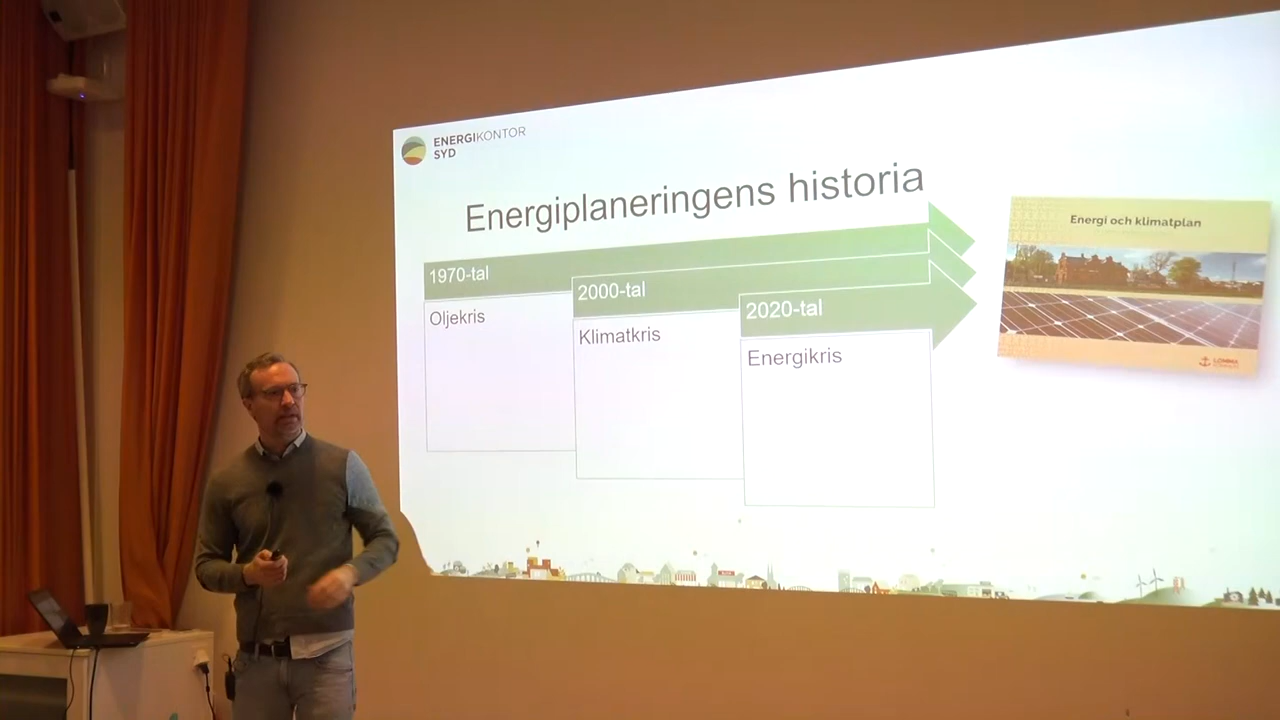 ENERGIKONTOR
SYD
Energiplaneringens historia
1970-tal
Oljekris
2000-tal
Klimatkris
2020-tal
Energikris
Energi och klimatplan
LOMMA